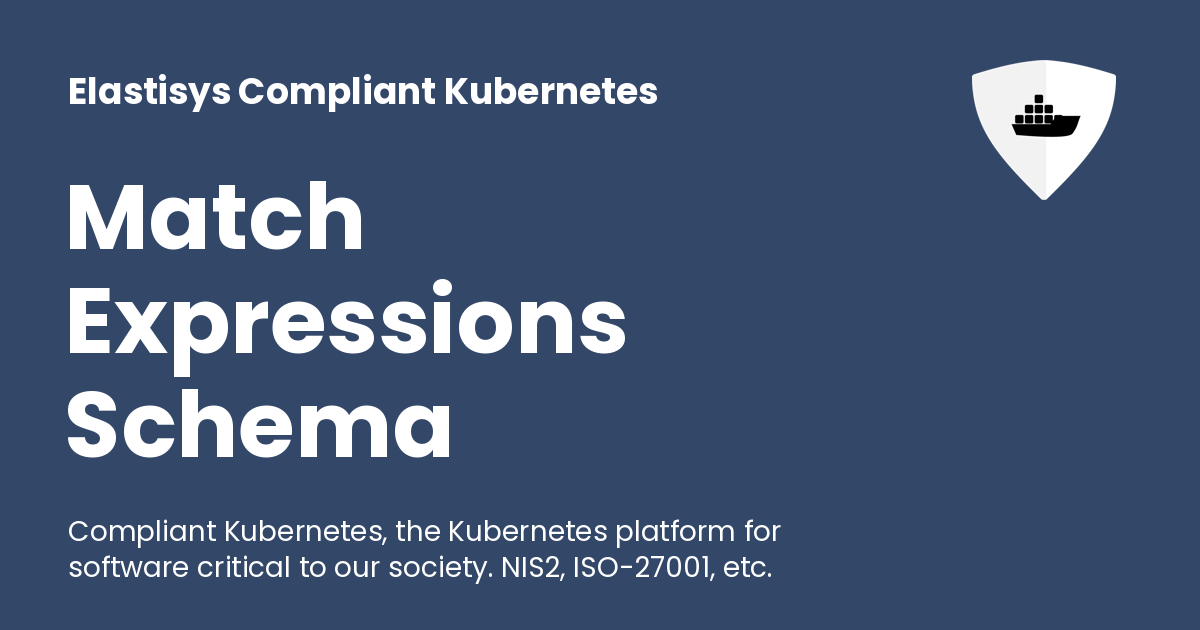 Elastisys Compliant Kubernetes
Match
Expressions
Schema
Compliant Kubernetes, the Kubernetes platform for
software critical to our society. NIS2, ISO-27001, etc.